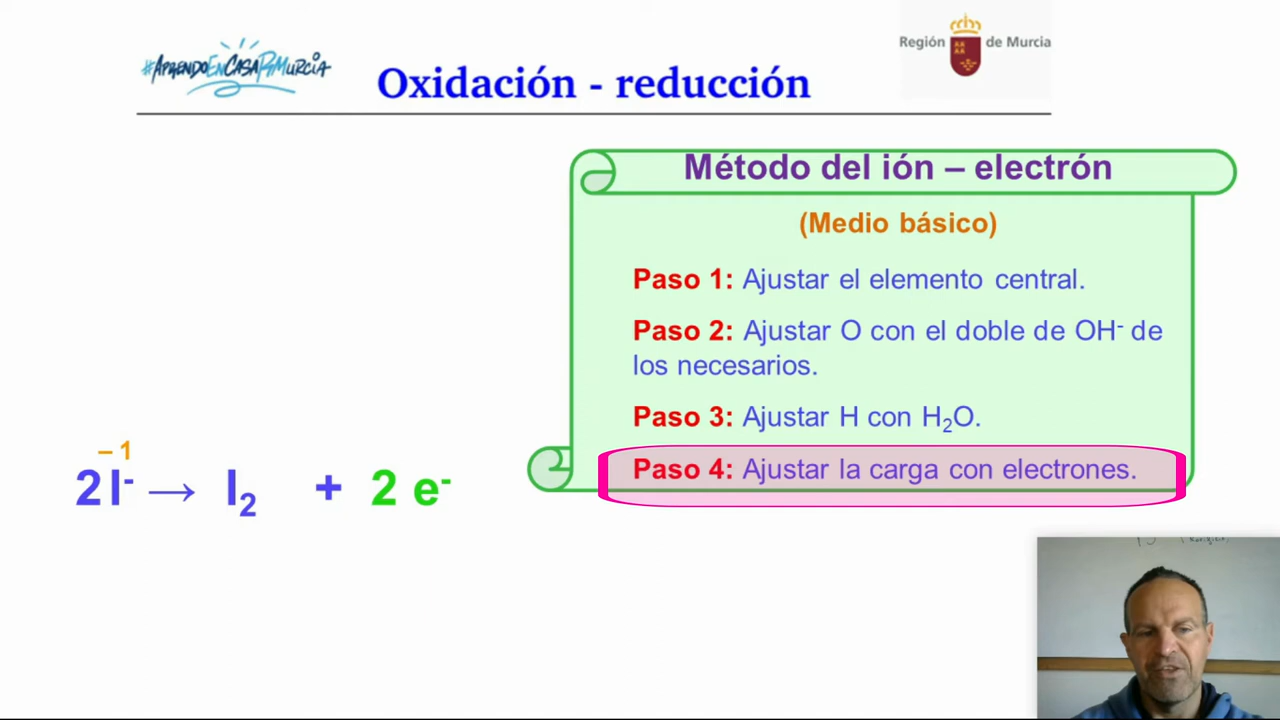 #AprendoEnCasaRMurcia
Región de Murcia
Oxidación - reducción
Método del ión – electrón
(Medio básico)
Paso 1: Ajustar el elemento central.
Paso 2: Ajustar O con el doble de OH⁻ de
los necesarios.
Paso 3: Ajustar H con H₂O.
Paso 4: Ajustar la carga con electrones.
– 1
2 I⁻ → I₂ + 2 e⁻